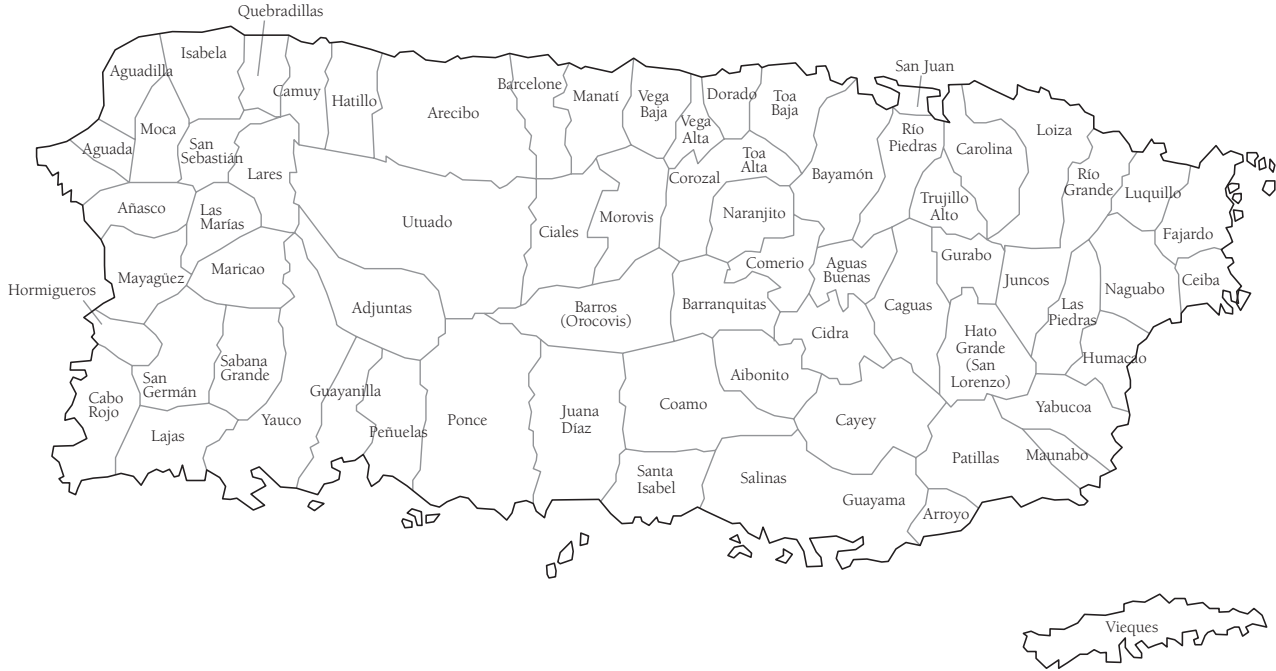 Quebradillas
Isabela
Aguadilla
Camuy
Hatillo
Arecibo
Barcelone
Manatí
Vega
Baja
Vega
Alta
Dorado
Toa
Baja
San Juan
Río
Piedras
Carolina
Loiza
Río
Grande
Luquillo
Fajardo
Ceiba
Moca
Aguada
San
Sebastián
Lares
Añasco
Las
Marías
Utuado
Ciales
Morovis
Corozal
Toa
Alta
Naranjito
Bayamón
Trujillo
Alto
Gurabo
Juncos
Las
Piedras
Naguabo
Humacao
Hormigueros
Mayagüez
Maricao
Adjuntas
Barros
(Orocovis)
Barranquitas
Comerio
Aguas
Buenas
Cidra
Caguas
Hato
Grande
(San
Lorenzo)
Cabo
Rojo
San
Germán
Sabana
Grande
Lajas
Yauco
Guayanilla
Peñuelas
Ponce
Juana
Díaz
Coamo
Aibonito
Cayey
Santa
Isabel
Salinas
Guayama
Arroyo
Patillas
Maunabo
Yabucoa
Vieques